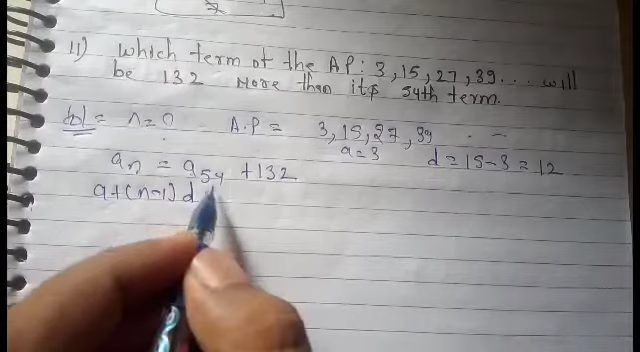 11) which term of the AP: 3, 15, 27, 39... will
be 132 More than its 54th term.
Sol = n = n A.P = 3, 15, 27, 39 . -
a = 3 d = 15 - 3 = 12
an = a54 + 132
a + (n-1) d